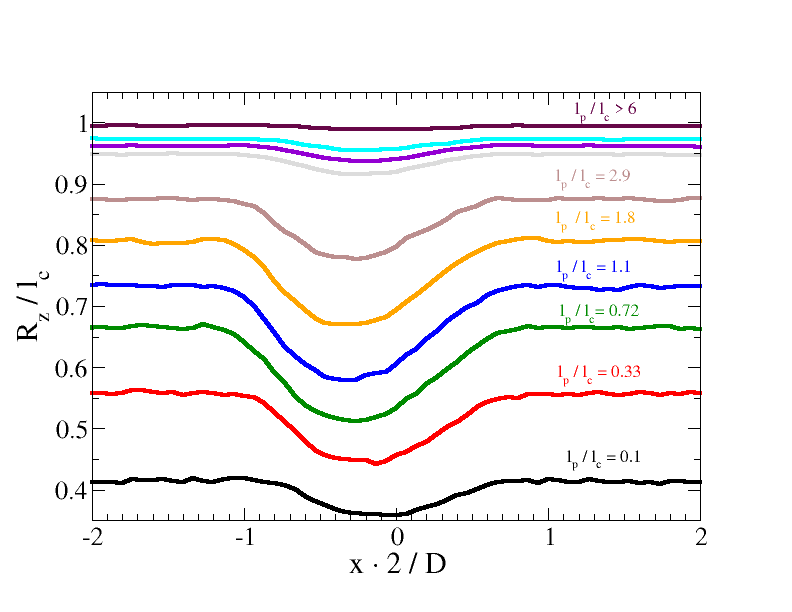 1
0.9
0.8
0.7
0.6
0.5
0.4
R_z / l_c
l_p / l_c > 6
l_p / l_c = 2.9
l_p / l_c = 1.8
l_p / l_c = 1.1
l_p / l_c = 0.72
l_p / l_c = 0.33
l_p / l_c = 0.1
-2 -1 0 1 2
x · 2 / D